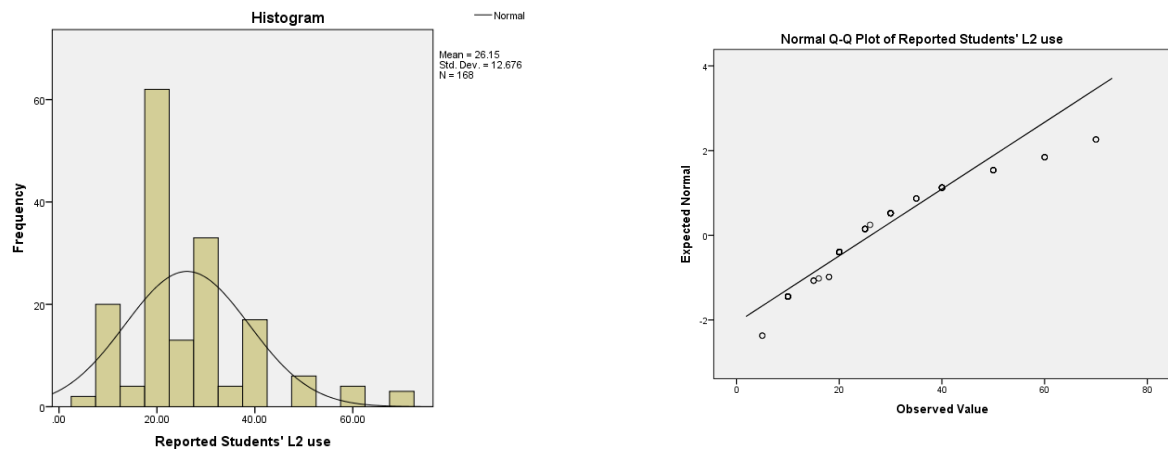 Histogram
Normal
Mean = 26.15
Std. Dev. = 12.676
N = 168
Frequency
60
40
20
0
.00
20.00
40.00
60.00
Reported Students' L2 use
Normal Q-Q Plot of Reported Students' L2 use
Expected Normal
4
2
0
-2
0
20
40
60
80
Observed Value